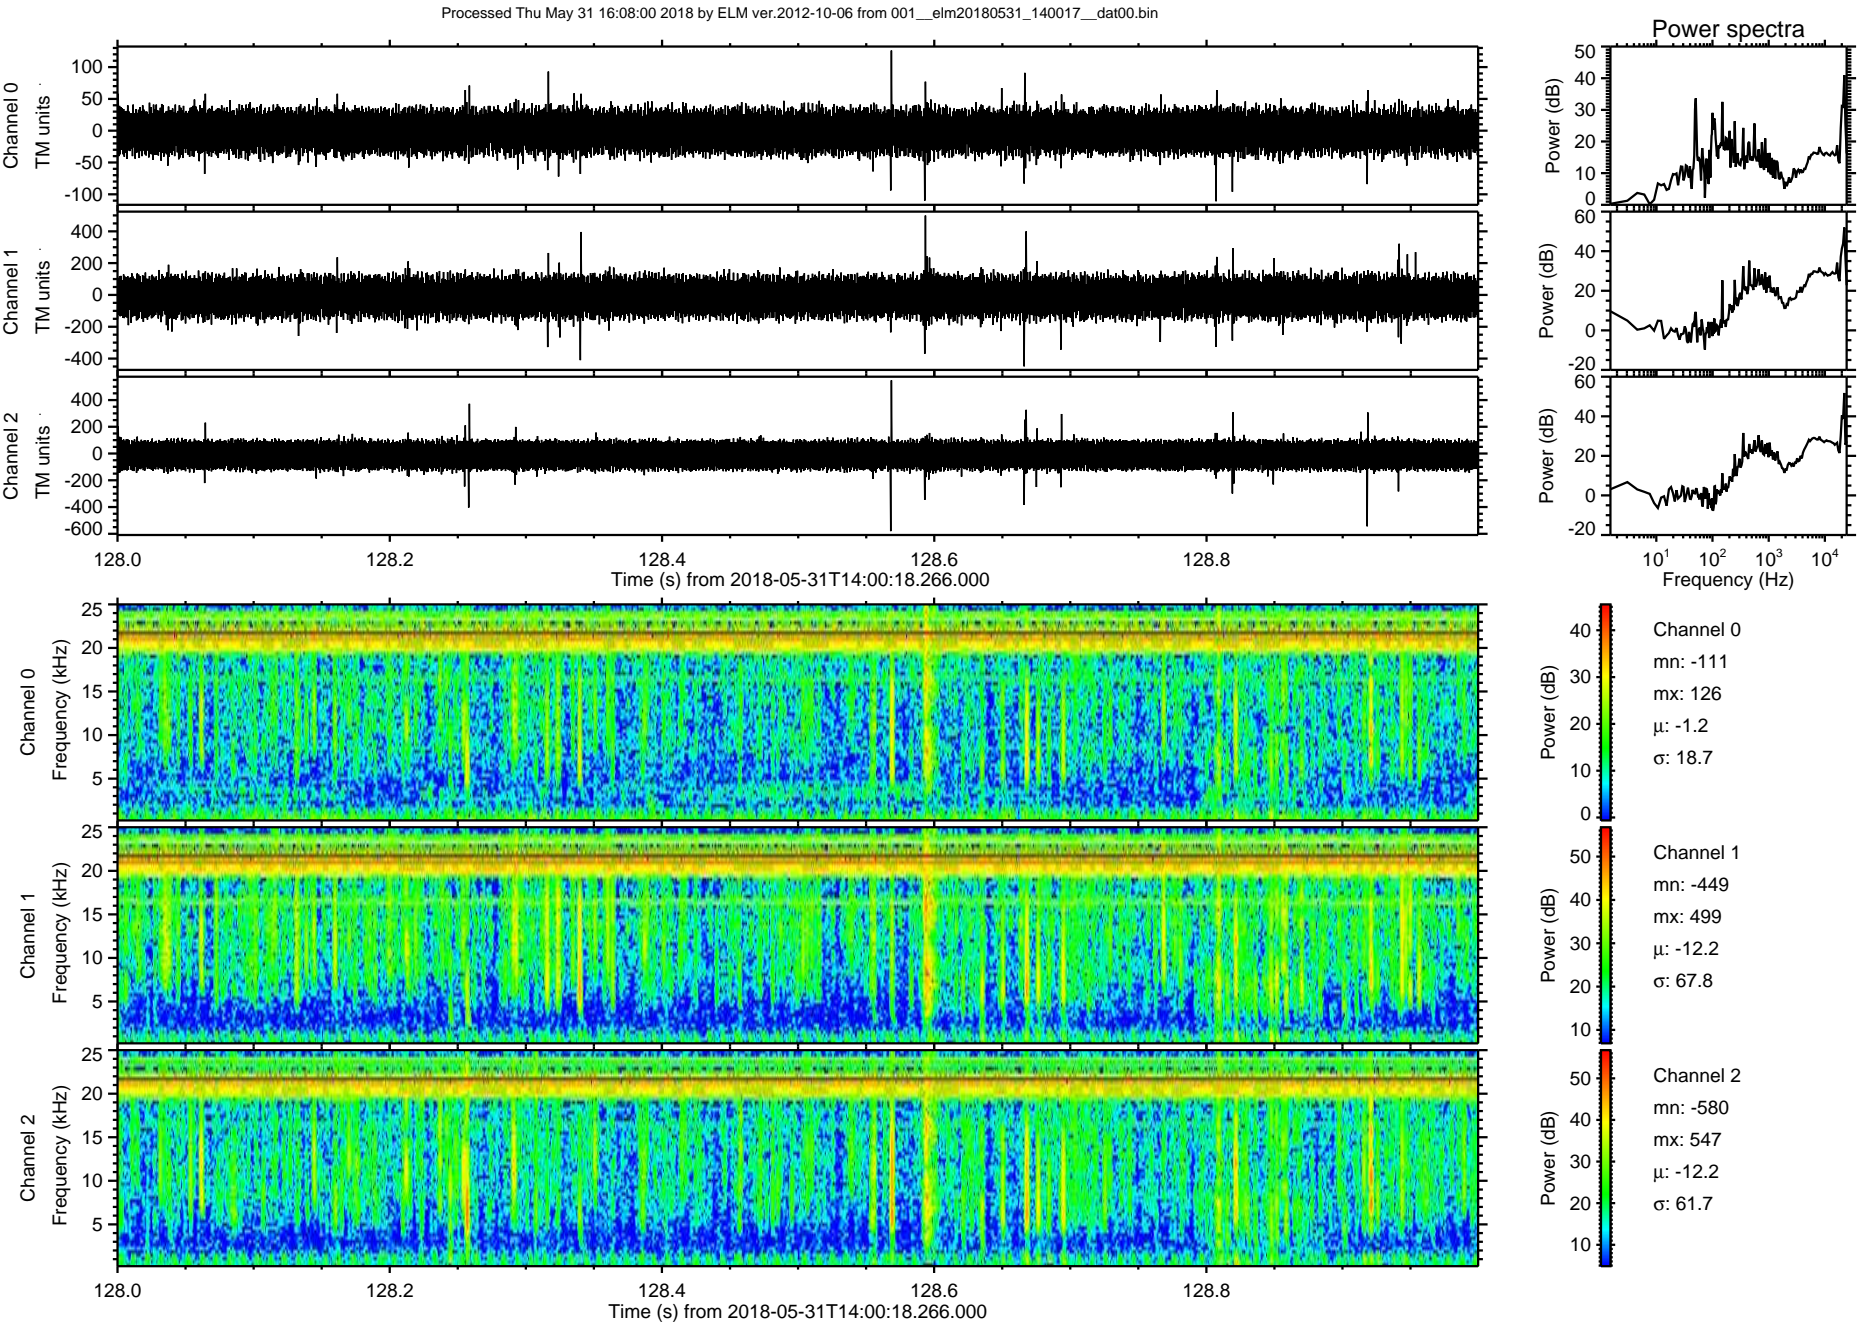 Processed Thu May 31 16:08:00 2018 by ELM ver.2012-10-06 from 001__elm20180531_140017__dat00.bin
Power spectra
Channel 0
TM units
100
50
0
-50
-100
Power (dB)
50
40
30
20
10
0
Channel 1
TM units
400
200
0
-200
-400
Power (dB)
60
40
20
0
-20
Channel 2
TM units
400
200
0
-200
-400
-600
Power (dB)
60
40
20
0
-20
128.0 128.2 128.4 128.6 128.8
Time (s) from 2018-05-31T14:00:18.266.000
10¹ 10² 10³ 10⁴
Frequency (Hz)
Channel 0
Frequency (kHz)
25
20
15
10
5
Power (dB)
40
30
20
10
0
Channel 0
mn: -111
mx: 126
µ: -1.2
σ: 18.7
Channel 1
Frequency (kHz)
25
20
15
10
5
Power (dB)
50
40
30
20
10
Channel 1
mn: -449
mx: 499
µ: -12.2
σ: 67.8
Channel 2
Frequency (kHz)
25
20
15
10
5
Power (dB)
50
40
30
20
10
Channel 2
mn: -580
mx: 547
µ: -12.2
σ: 61.7
128.0 128.2 128.4 128.6 128.8
Time (s) from 2018-05-31T14:00:18.266.000